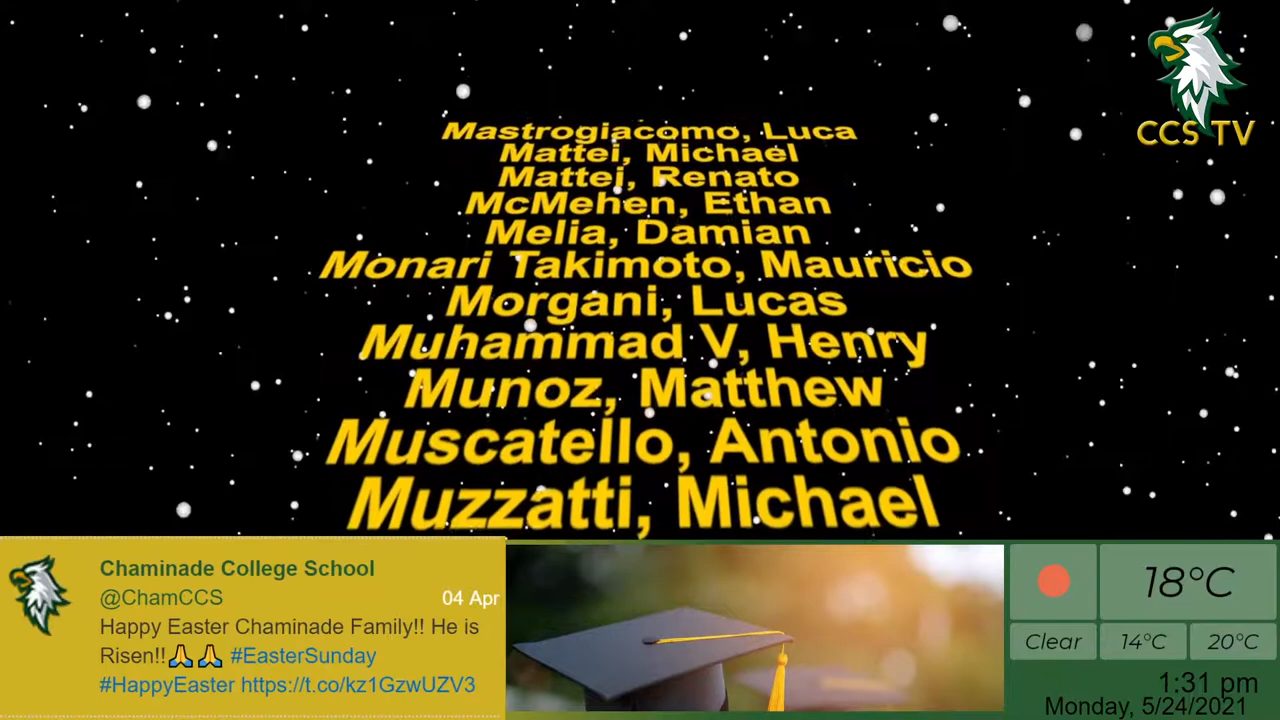 Mastrogiacomo, Luca
Mattei, Michael
Mattei, Renato
McMehen, Ethan
Melia, Damian
Monari Takimoto, Mauricio
Morgani, Lucas
Muhammad V, Henry
Munoz, Matthew
Muscatello, Antonio
Muzzatti, Michael
CCS TV
Chaminade College School
@ChamCCS 04 Apr
Happy Easter Chaminade Family!! He is
Risen!!🙏🙏 #EasterSunday
#HappyEaster https://t.co/kz1GzwUZV3
18°C
Clear 14°C 20°C
1:31 pm
Monday, 5/24/2021